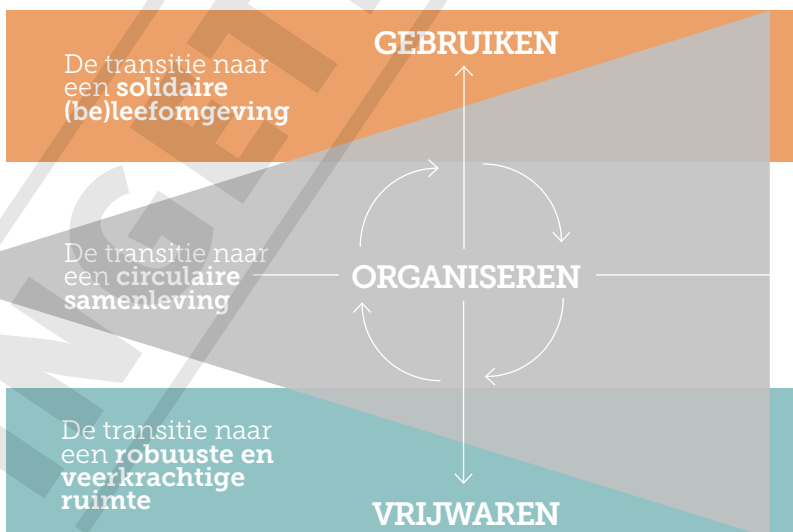 De transitie naar
een solidaire
(be)leefomgeving
GEBRUIKEN
De transitie naar
een circulaire
samenleving
ORGANISEREN
De transitie naar
een robuuste en
veerkrachtige
ruimte
VRIJWAREN